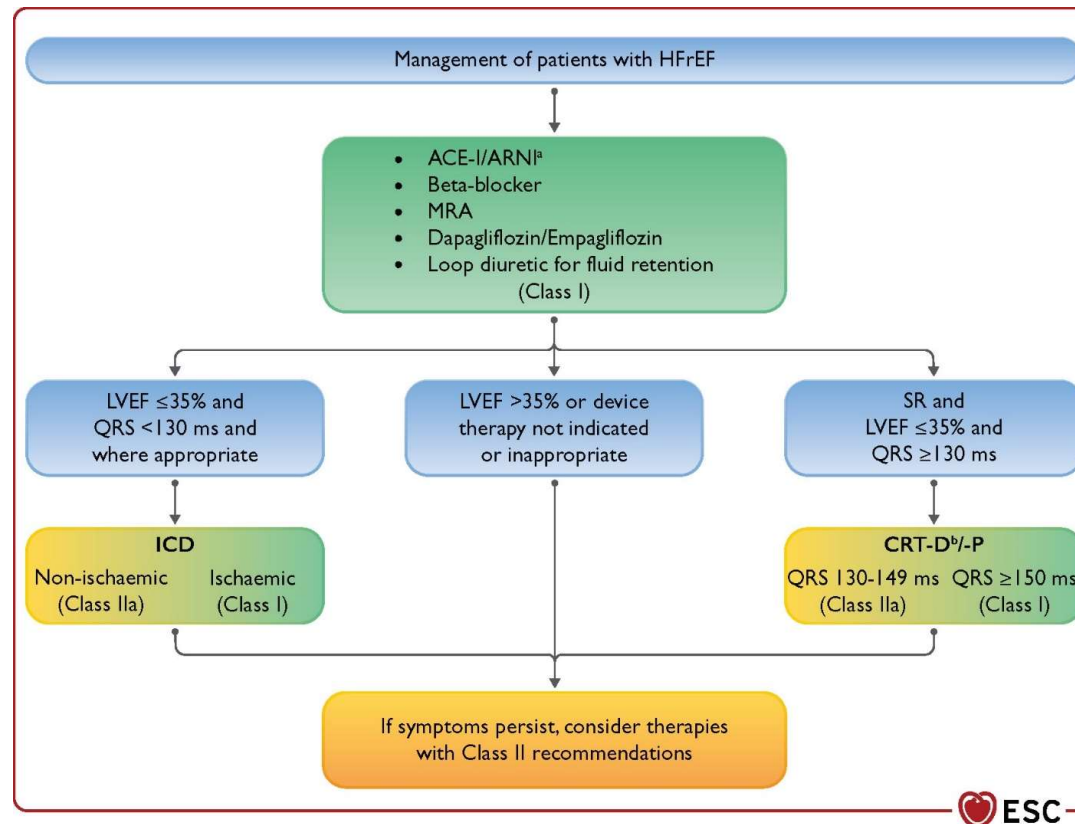 Management of patients with HFrEF
• ACE-I/ARNIᵃ
• Beta-blocker
• MRA
• Dapagliflozin/Empagliflozin
• Loop diuretic for fluid retention
(Class I)
LVEF ≤35% and
QRS <130 ms and
where appropriate
LVEF >35% or device
therapy not indicated
or inappropriate
SR and
LVEF ≤35% and
QRS ≥130 ms
ICD
Non-ischaemic
(Class IIa)
Ischaemic
(Class I)
CRT-Dᵇ/-P
QRS 130-149 ms
(Class IIa)
QRS ≥150 ms
(Class I)
If symptoms persist, consider therapies
with Class II recommendations
ESC